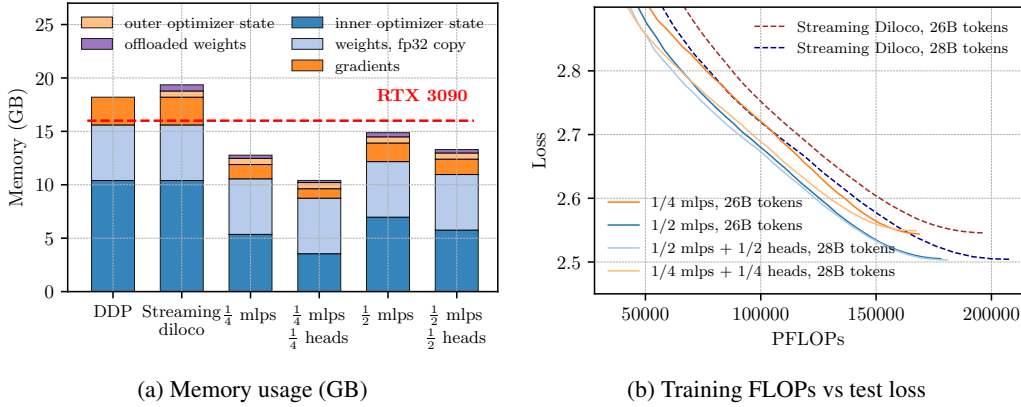 outer optimizer state
offloaded weights
inner optimizer state
weights, fp32 copy
gradients
RTX 3090
Memory (GB)
25
20
15
10
5
0
DDP
Streaming
diloco
1/4 mlps
1/4 mlps
1/4 heads
1/2 mlps
1/2 mlps
1/2 heads
(a) Memory usage (GB)
Streaming Diloco, 26B tokens
Streaming Diloco, 28B tokens
1/4 mlps, 26B tokens
1/2 mlps, 26B tokens
1/2 mlps + 1/2 heads, 28B tokens
1/4 mlps + 1/4 heads, 28B tokens
Loss
2.8
2.7
2.6
2.5
50000
100000
150000
200000
PFLOPs
(b) Training FLOPs vs test loss